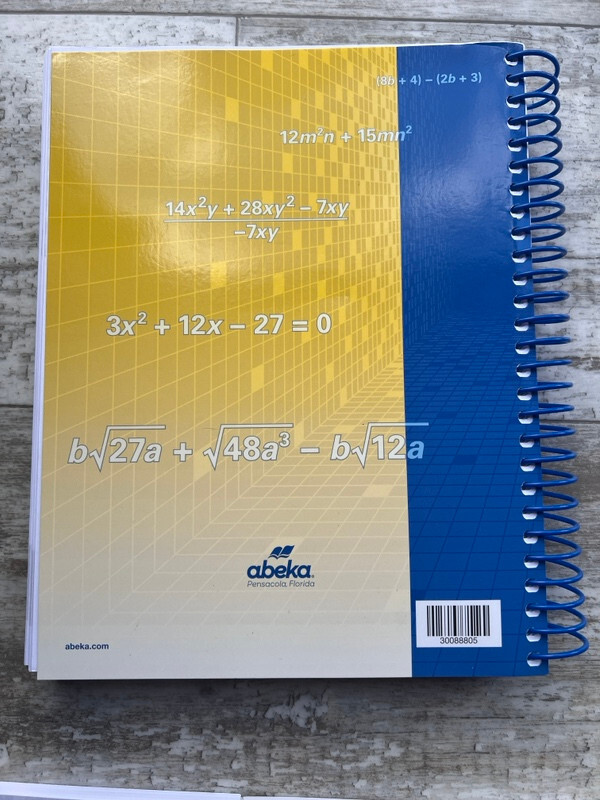 (8b + 4) – (2b + 3)
12m²n + 15mn²
14x²y + 28xy² – 7xy
–7xy
3x² + 12x – 27 = 0
b√27a + √48a³ – b√12a
abeka®
Pensacola, Florida
30088805
abeka.com